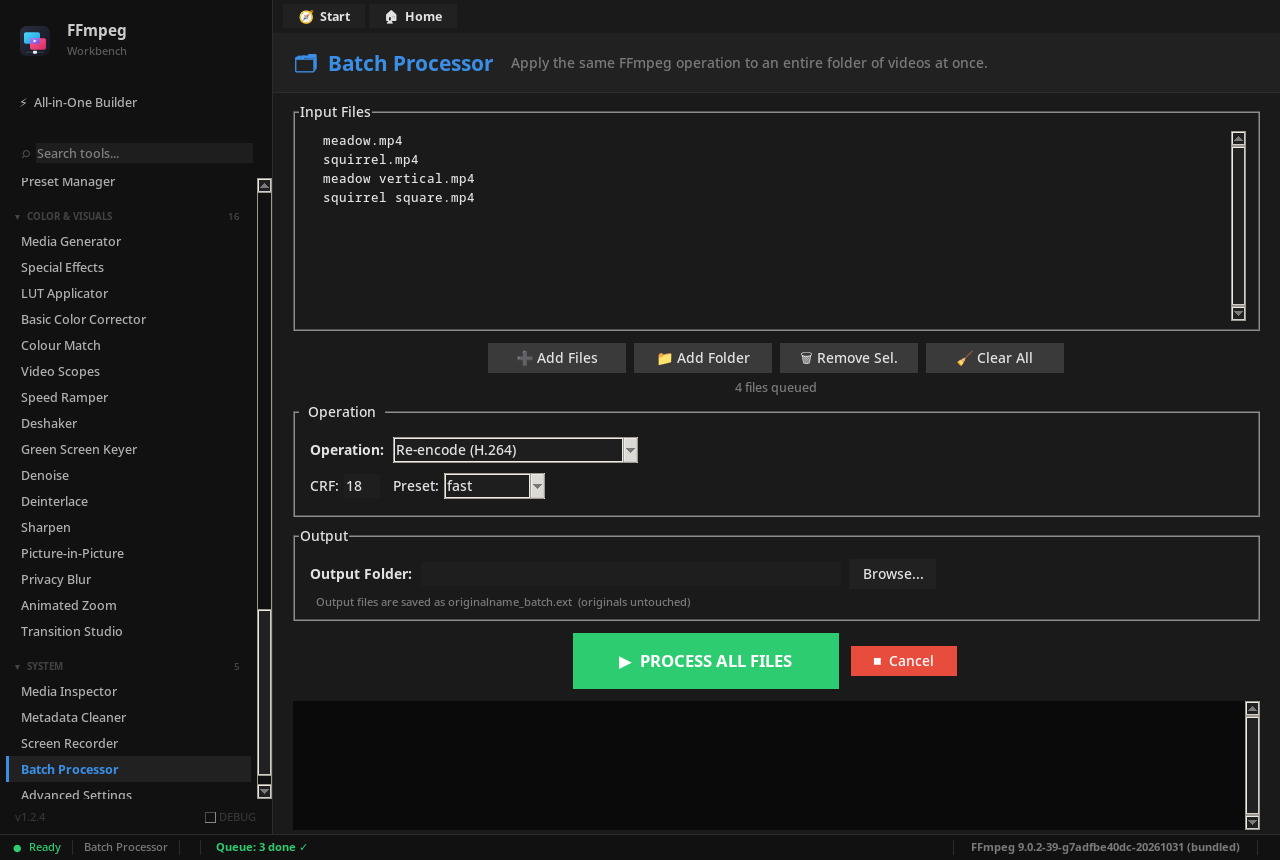 FFmpeg
Workbench
⚡ All-in-One Builder
Search tools...
Preset Manager
▾ COLOR & VISUALS 16
Media Generator
Special Effects
LUT Applicator
Basic Color Corrector
Colour Match
Video Scopes
Speed Ramper
Deshaker
Green Screen Keyer
Denoise
Deinterlace
Sharpen
Picture-in-Picture
Privacy Blur
Animated Zoom
Transition Studio
▾ SYSTEM 5
Media Inspector
Metadata Cleaner
Screen Recorder
Batch Processor
Advanced Settings
v1.2.4 DEBUG
🧭 Start 🏠 Home
Batch Processor Apply the same FFmpeg operation to an entire folder of videos at once.
Input Files
meadow.mp4
squirrel.mp4
meadow vertical.mp4
squirrel square.mp4
➕ Add Files 📁 Add Folder 🗑 Remove Sel. 🧹 Clear All
4 files queued
Operation
Operation: Re-encode (H.264)
CRF: 18 Preset: fast
Output
Output Folder: Browse...
Output files are saved as originalname_batch.ext (originals untouched)
▶ PROCESS ALL FILES ■ Cancel
● Ready Batch Processor Queue: 3 done ✓ FFmpeg 9.0.2-39-g7adfbe40dc-20261031 (bundled)